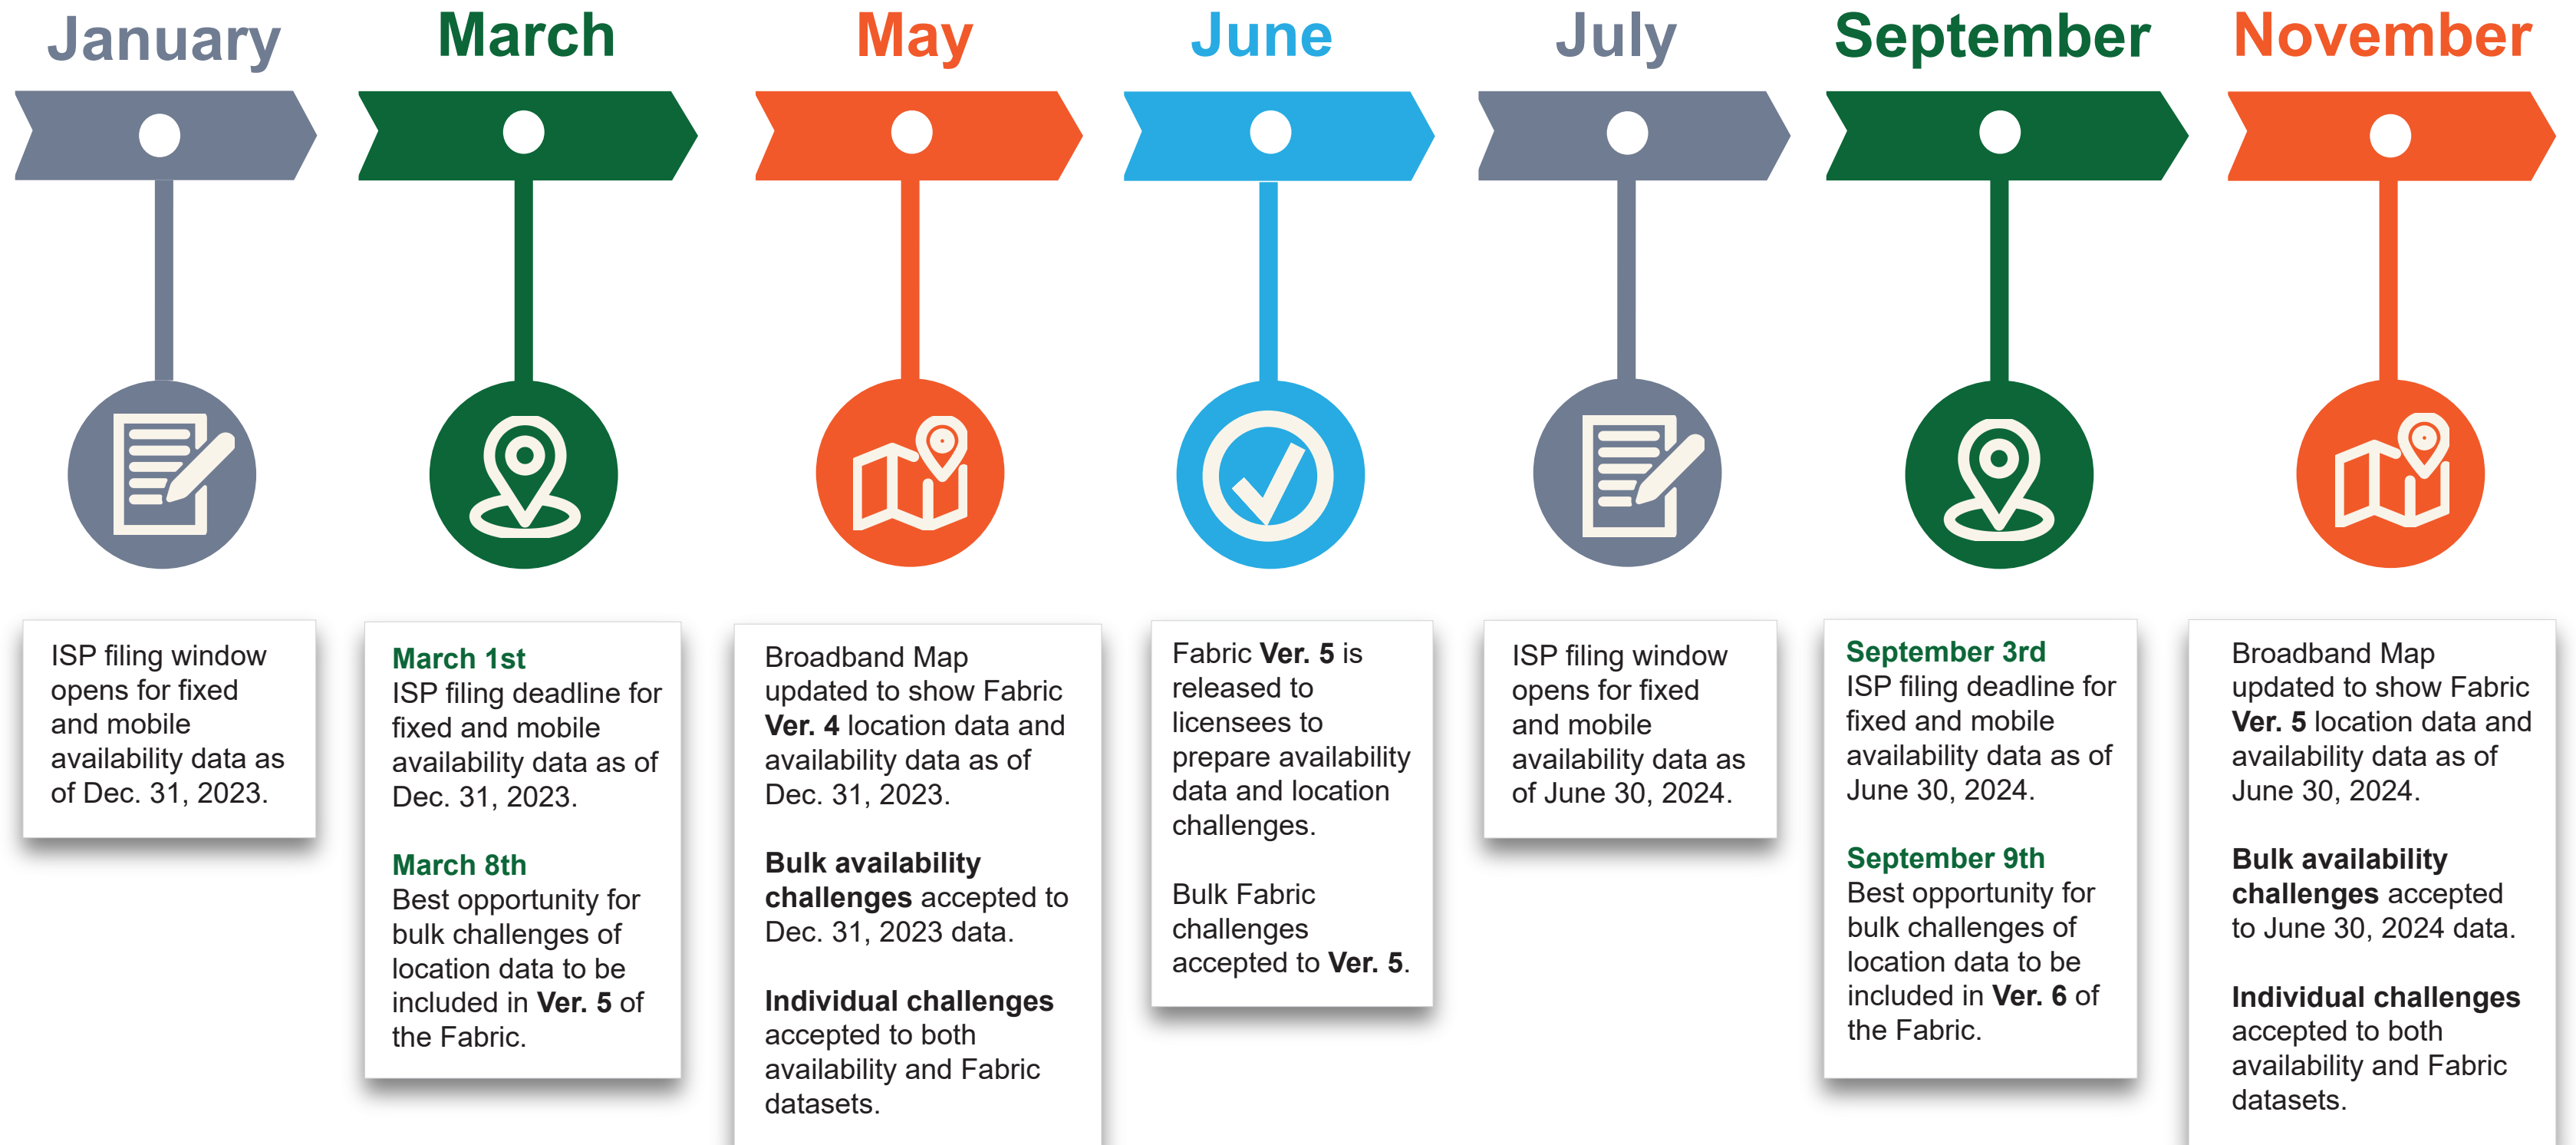 January
March
May
June
July
September
November
ISP filing window
opens for fixed
and mobile
availability data as
of Dec. 31, 2023.
March 1st
ISP filing deadline for
fixed and mobile
availability data as of
Dec. 31, 2023.
March 8th
Best opportunity for
bulk challenges of
location data to be
included in Ver. 5 of
the Fabric.
Broadband Map
updated to show Fabric
Ver. 4 location data and
availability data as of
Dec. 31, 2023.
Bulk availability
challenges accepted to
Dec. 31, 2023 data.
Individual challenges
accepted to both
availability and Fabric
datasets.
Fabric Ver. 5 is
released to
licensees to
prepare availability
data and location
challenges.
Bulk Fabric
challenges
accepted to Ver. 5.
ISP filing window
opens for fixed
and mobile
availability data as
of June 30, 2024.
September 3rd
ISP filing deadline for
fixed and mobile
availability data as of
June 30, 2024.
September 9th
Best opportunity for
bulk challenges of
location data to be
included in Ver. 6 of
the Fabric.
Broadband Map
updated to show Fabric
Ver. 5 location data and
availability data as of
June 30, 2024.
Bulk availability
challenges accepted
to June 30, 2024 data.
Individual challenges
accepted to both
availability and Fabric
datasets.